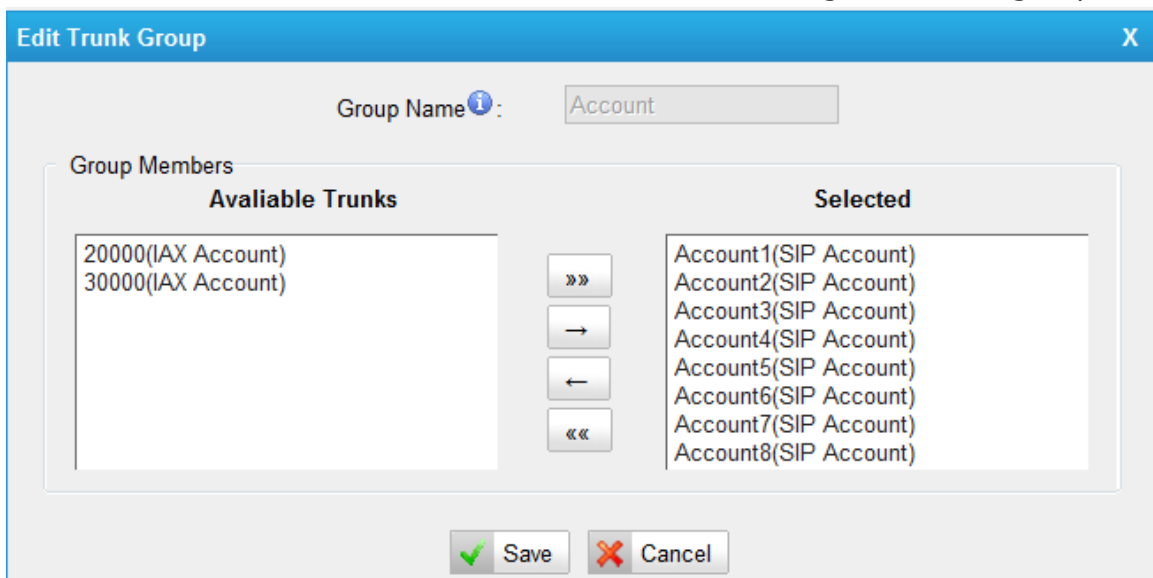 Edit Trunk Group X
Group Name : Account
Group Members
Avaliable Trunks Selected
20000(IAX Account)
30000(IAX Account)
»»
→
←
««
Account1(SIP Account)
Account2(SIP Account)
Account3(SIP Account)
Account4(SIP Account)
Account5(SIP Account)
Account6(SIP Account)
Account7(SIP Account)
Account8(SIP Account)
Save Cancel